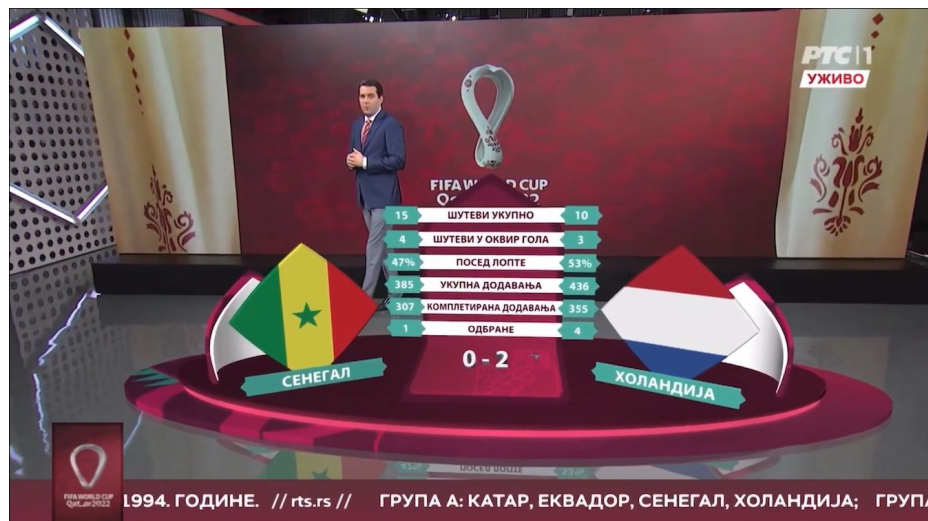 РТС|1
УЖИВО
FIFA WORLD CUP
Qatar2022
15 ШУТЕВИ УКУПНО 10
4 ШУТЕВИ У ОКВИР ГОЛА 3
47% ПОСЕД ЛОПТЕ 53%
385 УКУПНА ДОДАВАЊА 436
307 КОМПЛЕТИРАНА ДОДАВАЊА 355
1 ОДБРАНЕ 4
0 - 2
СЕНЕГАЛ
ХОЛАНДИЈА
FIFA WORLD CUP
Qatar2022
1994. ГОДИНЕ. // rts.rs // ГРУПА А: КАТАР, ЕКВАДОР, СЕНЕГАЛ, ХОЛАНДИЈА; ГРУПА